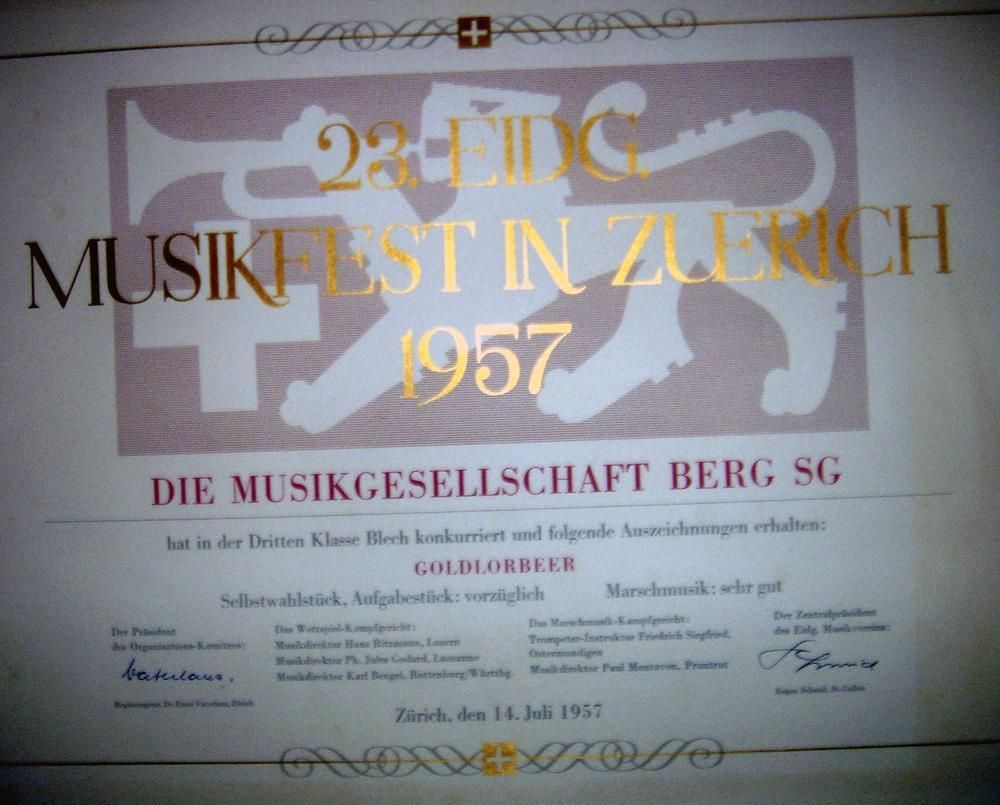 23. EIDG.
MUSIKFEST IN ZUERICH
1957
DIE MUSIKGESELLSCHAFT BERG SG
hat in der Dritten Klasse Blech konkurriert und folgende Auszeichnungen erhalten:
GOLDLORBEER
Selbstwahlstück, Aufgabestück: vorzüglich
Marschmusik: sehr gut
Der Präsident
des Organisations-Komitees:
Regierungsrat Dr. Ernst Vaterlaus, Zürich
Das Wettspiel-Kampfgericht:
Musikdirektor Hans Ritzmann, Luzern
Musikdirektor Ph. Jules Godard, Lausanne
Musikdirektor Karl Bengel, Rottenburg/Württbg.
Das Marschmusik-Kampfgericht:
Trompeter-Instruktor Friedrich Siegfried,
Ostermundigen
Musikdirektor Paul Montavon, Pruntrut
Der Zentralpräsident
des Eidg. Musikvereins:
Eugen Schmid, St. Gallen
Zürich, den 14. Juli 1957